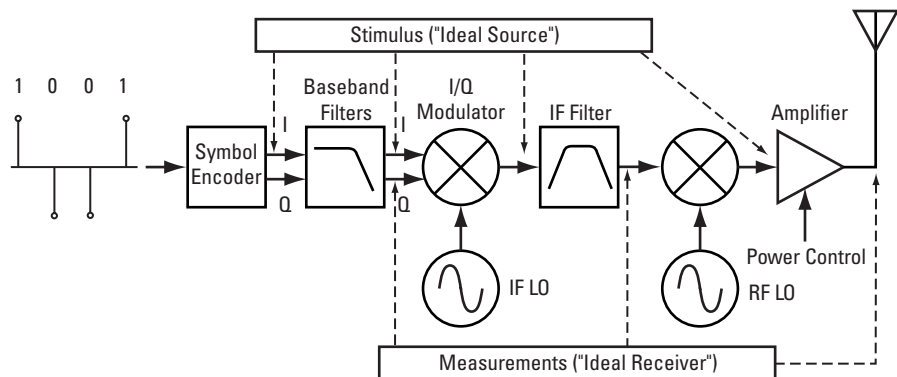 Stimulus ("Ideal Source")
1 0 0 1
Baseband
Filters
I/Q
Modulator
IF Filter
Amplifier
I
I
Symbol
Encoder
Q
Q
IF LO
RF LO
Power Control
Measurements ("Ideal Receiver")